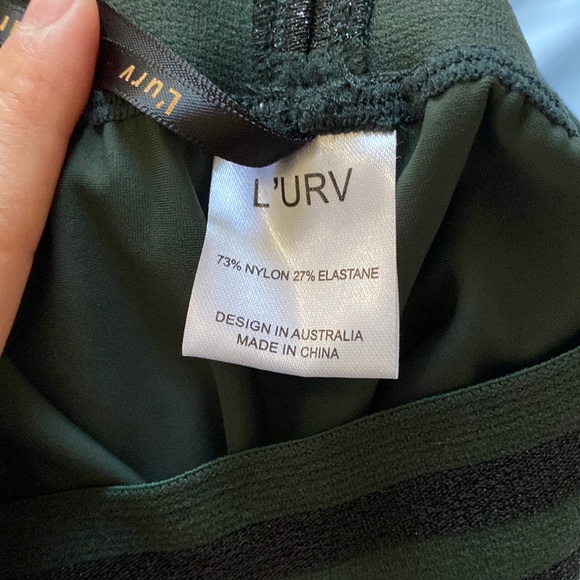 L'urv
L'URV
73% NYLON 27% ELASTANE
DESIGN IN AUSTRALIA
MADE IN CHINA